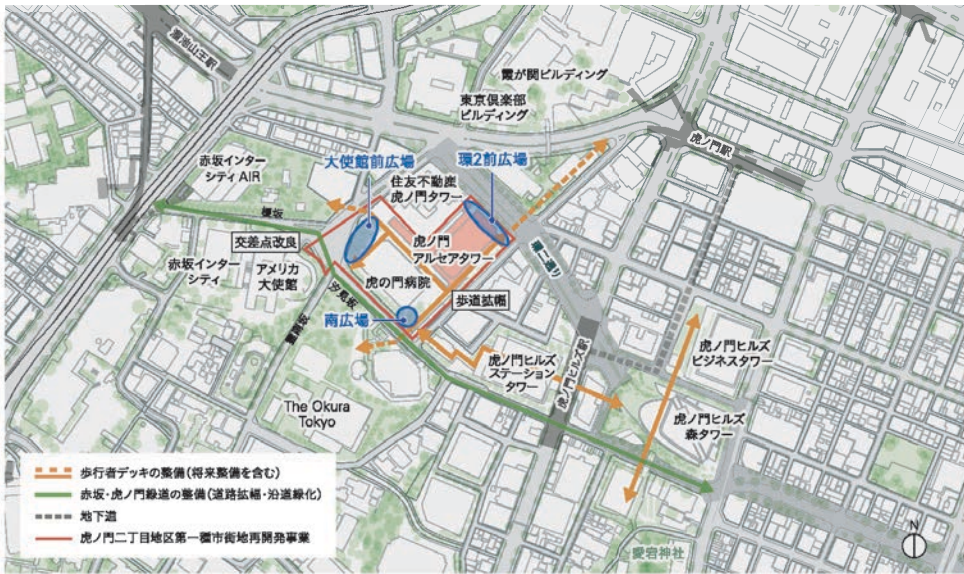 溜池山王駅
霞が関ビルディング
東京倶楽部
ビルディング
虎ノ門駅
赤坂インター
シティAIR
大使館前広場
住友不動産
虎ノ門タワー
環2前広場
榎坂
交差点改良
虎ノ門
アルセアタワー
環二通り
赤坂インター
シティ
アメリカ
大使館
汐見坂
虎の門病院
歩道拡幅
霊南坂
南広場
虎ノ門ヒルズ
ステーション
タワー
虎ノ門ヒルズ駅
虎ノ門ヒルズ
ビジネスタワー
虎ノ門ヒルズ
森タワー
The Okura
Tokyo
歩行者デッキの整備(将来整備を含む)
赤坂・虎ノ門緑道の整備(道路拡幅・沿道緑化)
地下道
虎ノ門二丁目地区第一種市街地再開発事業
愛宕神社
N